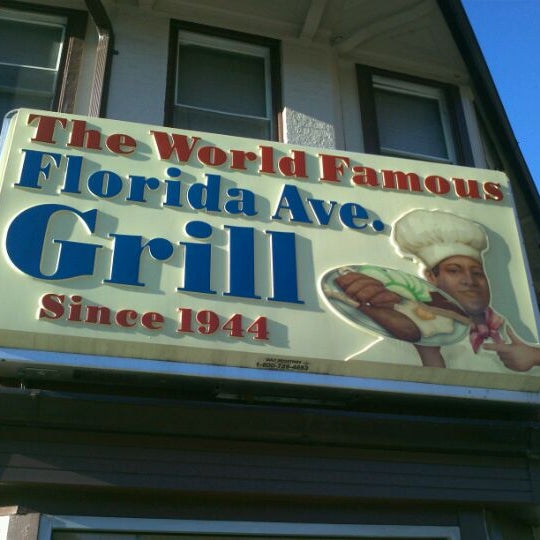 The World Famous
Florida Ave.
Grill
Since 1944